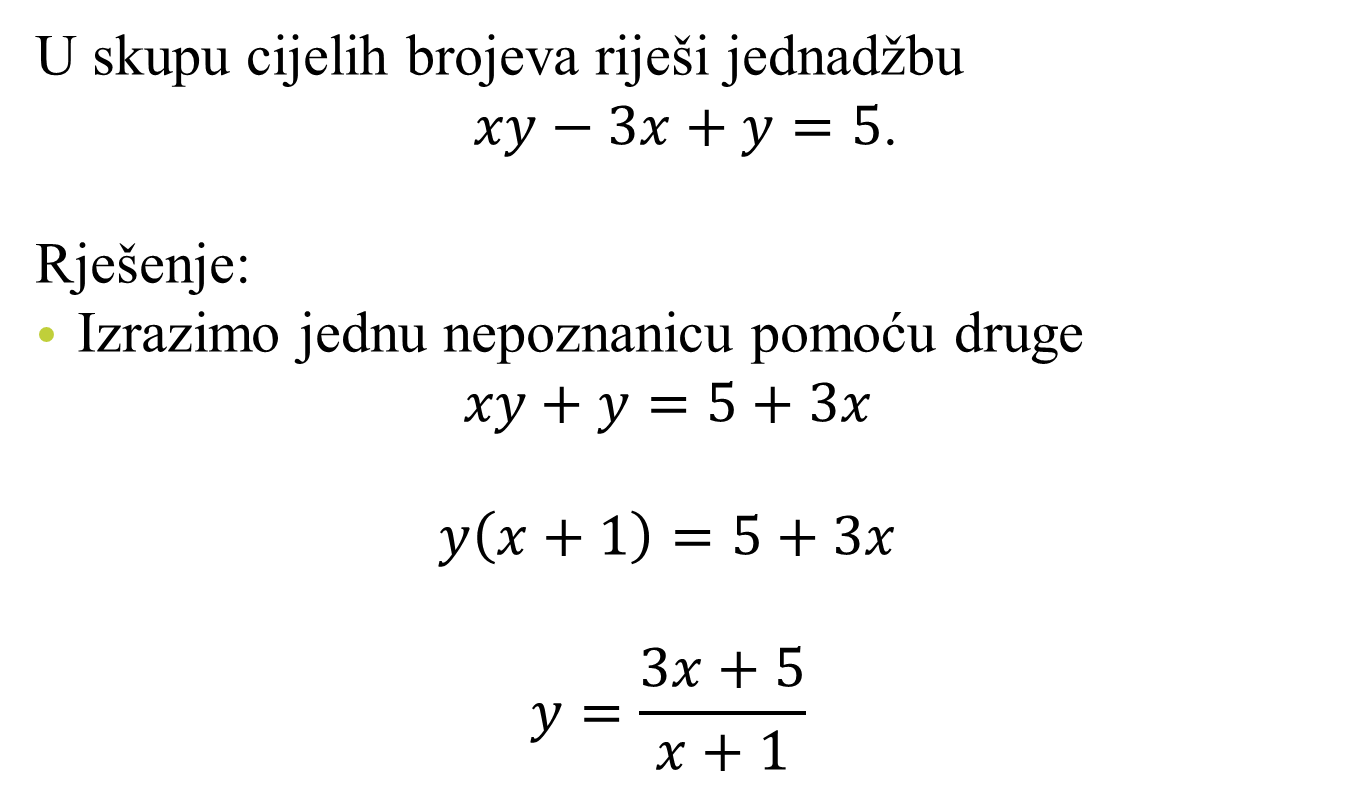 U skupu cijelih brojeva riješi jednadžbu
xy − 3x + y = 5.
Rješenje:
• Izrazimo jednu nepoznanicu pomoću druge
xy + y = 5 + 3x
y(x + 1) = 5 + 3x
y = \frac{3x + 5}{x + 1}